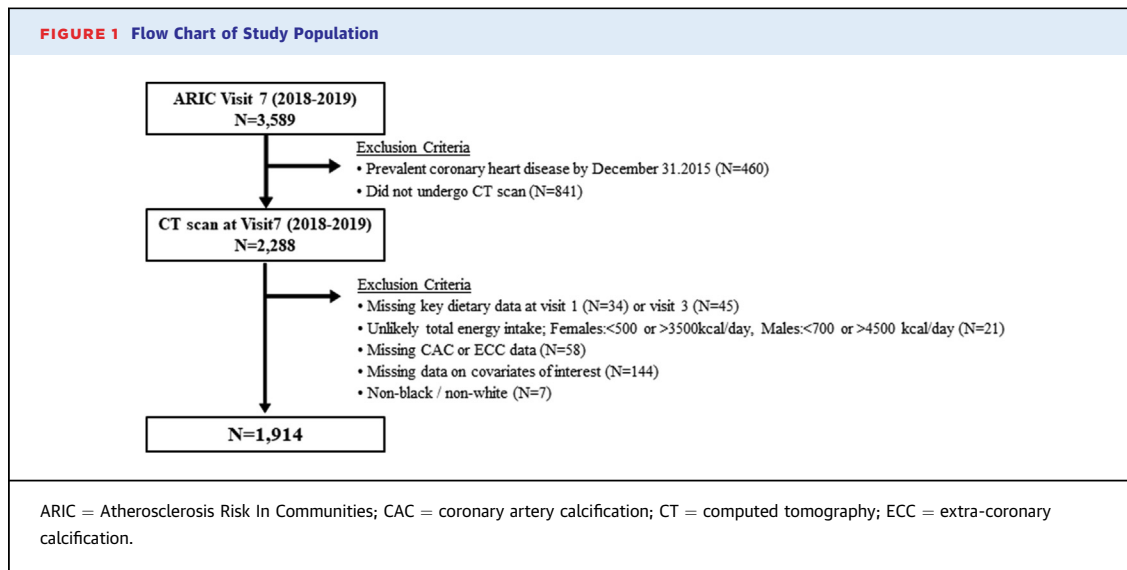 FIGURE 1 Flow Chart of Study Population
ARIC Visit 7 (2018-2019)
N=3,589
Exclusion Criteria
• Prevalent coronary heart disease by December 31.2015 (N=460)
• Did not undergo CT scan (N=841)
CT scan at Visit7 (2018-2019)
N=2,288
Exclusion Criteria
• Missing key dietary data at visit 1 (N=34) or visit 3 (N=45)
• Unlikely total energy intake; Females:<500 or >3500kcal/day, Males:<700 or >4500 kcal/day (N=21)
• Missing CAC or ECC data (N=58)
• Missing data on covariates of interest (N=144)
• Non-black / non-white (N=7)
N=1,914
ARIC = Atherosclerosis Risk In Communities; CAC = coronary artery calcification; CT = computed tomography; ECC = extra-coronary
calcification.